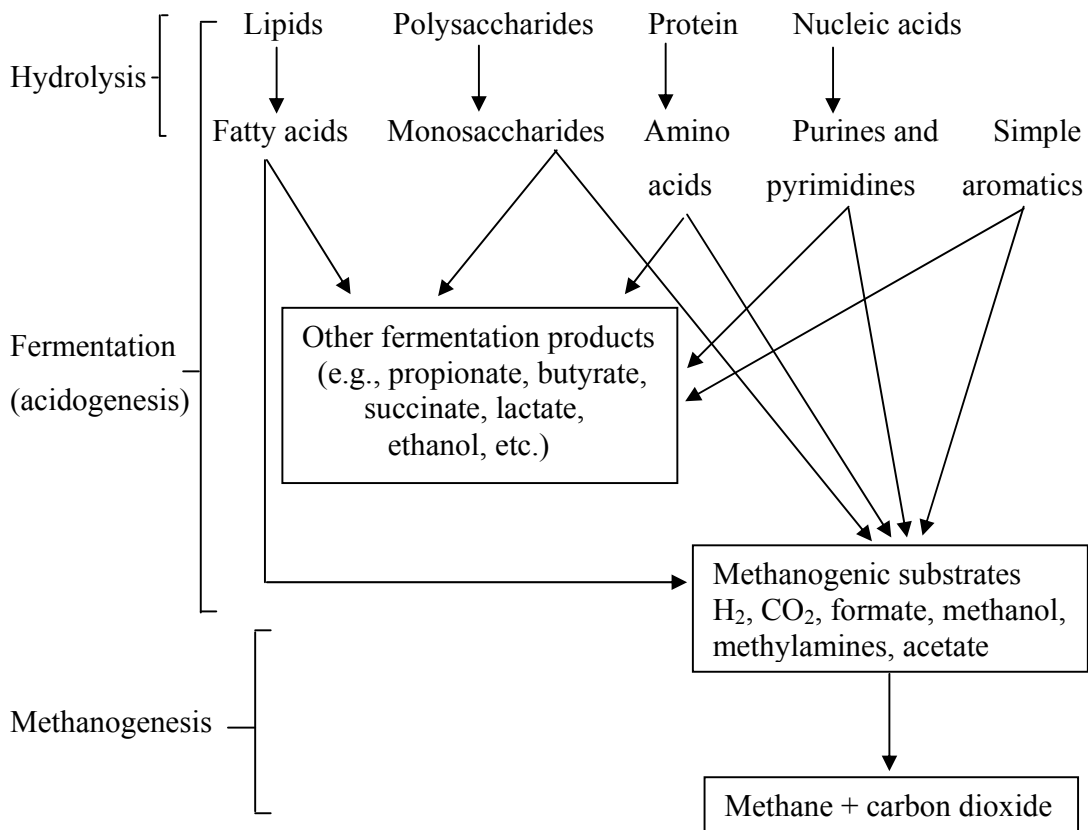 Lipids Polysaccharides Protein Nucleic acids
Hydrolysis
Fatty acids Monosaccharides Amino Purines and Simple
acids pyrimidines aromatics
Fermentation
(acidogenesis)
Other fermentation products
(e.g., propionate, butyrate,
succinate, lactate,
ethanol, etc.)
Methanogenic substrates
H₂, CO₂, formate, methanol,
methylamines, acetate
Methanogenesis
Methane + carbon dioxide